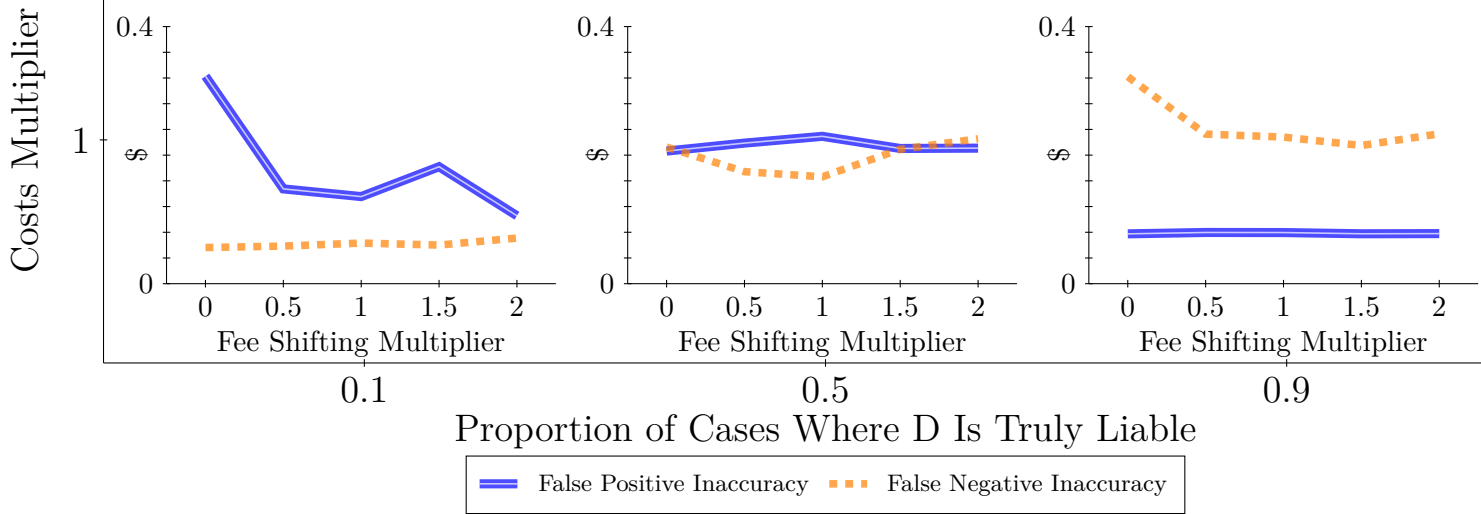 Costs Multiplier
1
0.4
$
0
0 0.5 1 1.5 2
Fee Shifting Multiplier
0.4
$
0
0 0.5 1 1.5 2
Fee Shifting Multiplier
0.4
$
0
0 0.5 1 1.5 2
Fee Shifting Multiplier
0.1 0.5 0.9
Proportion of Cases Where D Is Truly Liable
False Positive Inaccuracy False Negative Inaccuracy